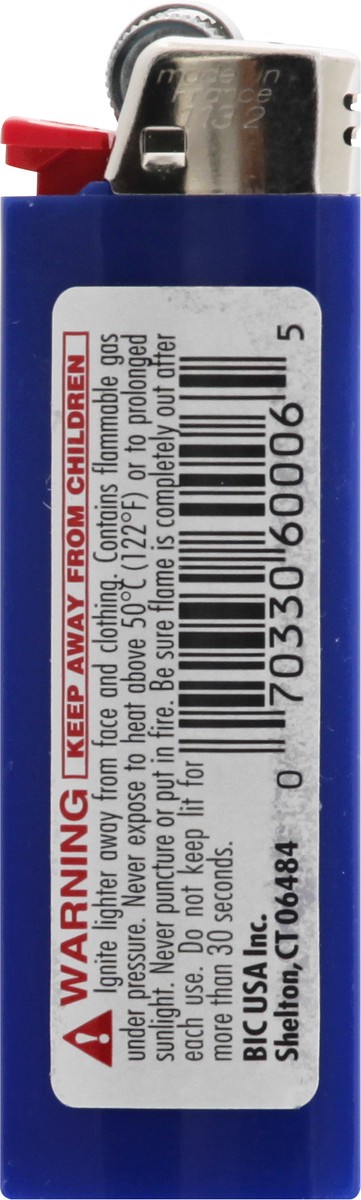 made in
France
WARNING KEEP AWAY FROM CHILDREN
Ignite lighter away from face and clothing. Contains flammable gas
under pressure. Never expose to heat above 50°C (122°F) or to prolonged
sunlight. Never puncture or put in fire. Be sure flame is completely out after
each use. Do not keep lit for
more than 30 seconds.
BIC USA Inc.
Shelton, CT 06484
0 70330 60006 5